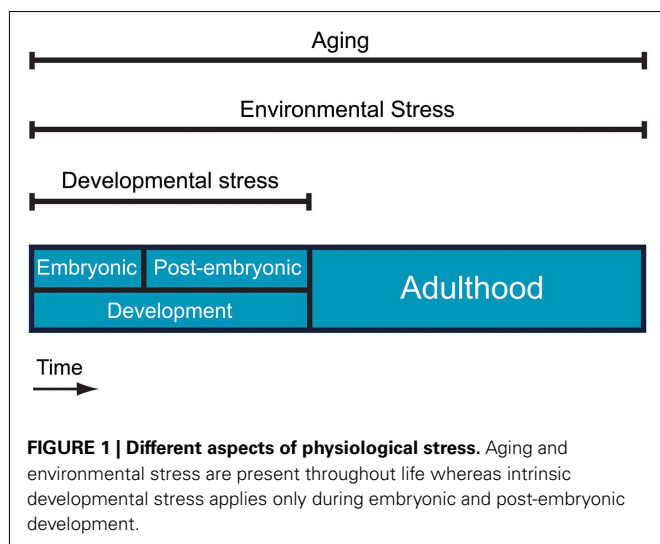 Aging
Environmental Stress
Developmental stress
Embryonic
Post-embryonic
Development
Adulthood
Time
FIGURE 1 | Different aspects of physiological stress. Aging and
environmental stress are present throughout life whereas intrinsic
developmental stress applies only during embryonic and post-embryonic
development.